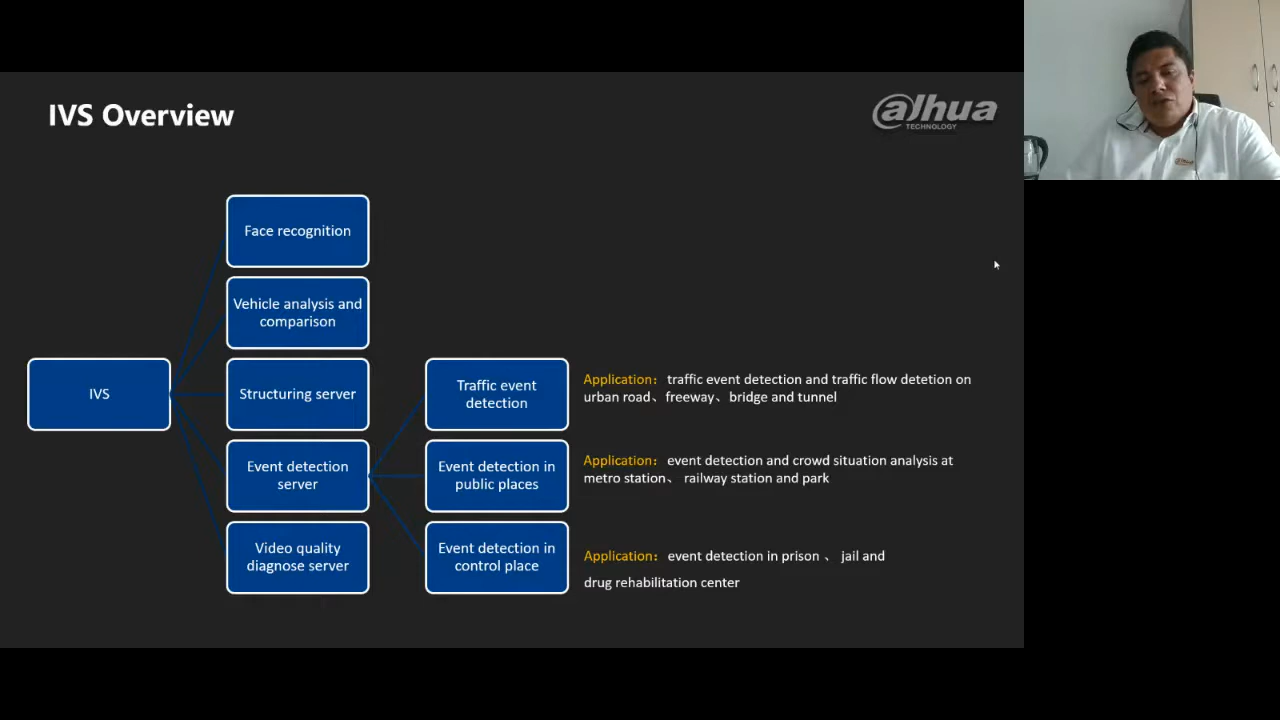 IVS Overview
alhua
TECHNOLOGY
Face recognition
Vehicle analysis and
comparison
IVS
Structuring server
Event detection
server
Video quality
diagnose server
Traffic event
detection
Event detection in
public places
Event detection in
control place
Application： traffic event detection and traffic flow detetion on
urban road、freeway、bridge and tunnel
Application： event detection and crowd situation analysis at
metro station、 railway station and park
Application： event detection in prison 、 jail and
drug rehabilitation center